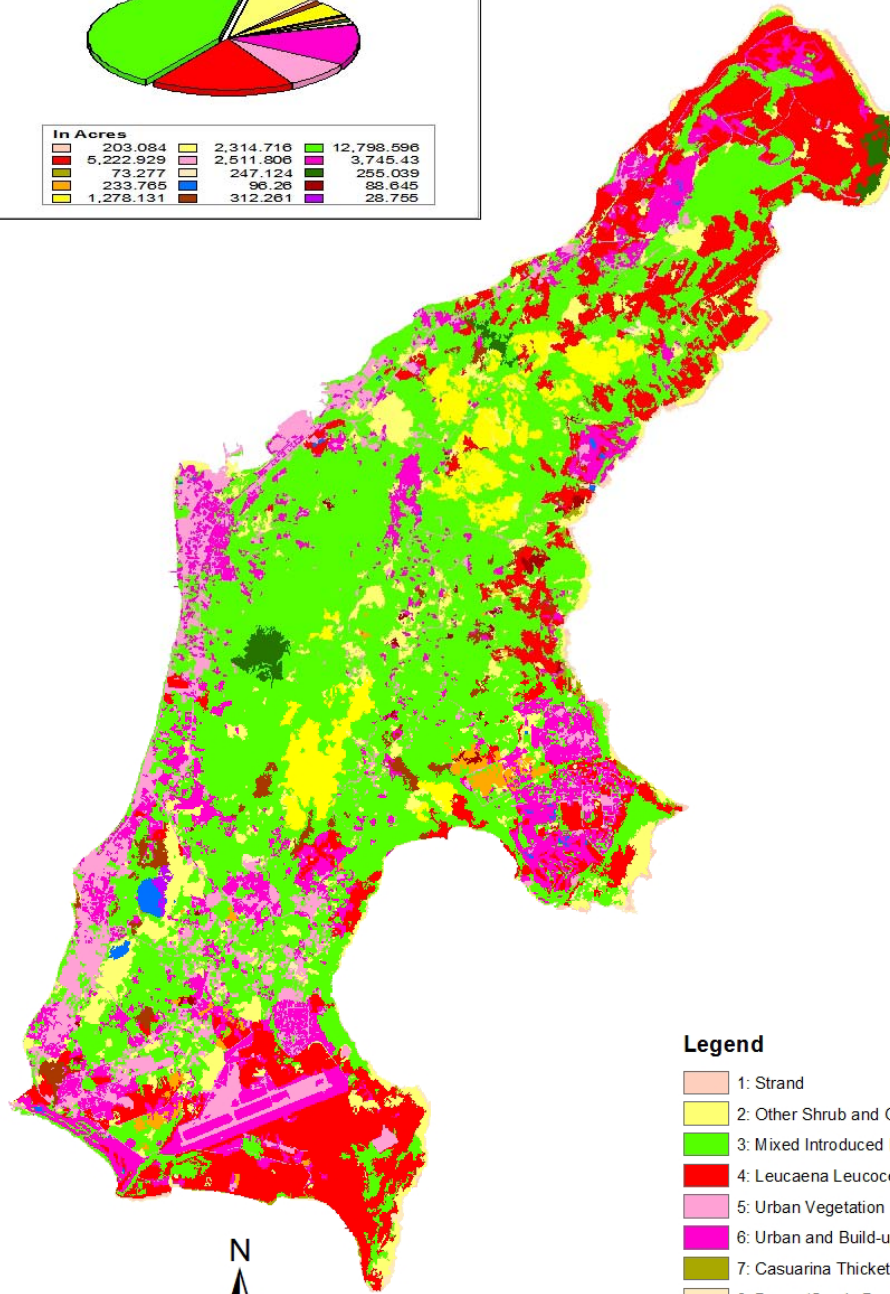 In Acres
203.084 2,314.716 12,798.596
5,222.929 2,511.806 3,745.43
73.277 247.124 255.039
233.765 96.26 88.645
1,278.131 312.261 28.755
N
Legend
1: Strand
2: Other Shrub and
3: Mixed Introduced
4: Leucaena Leucoc
5: Urban Vegetation
6: Urban and Build-u
7: Casuarina Thicket